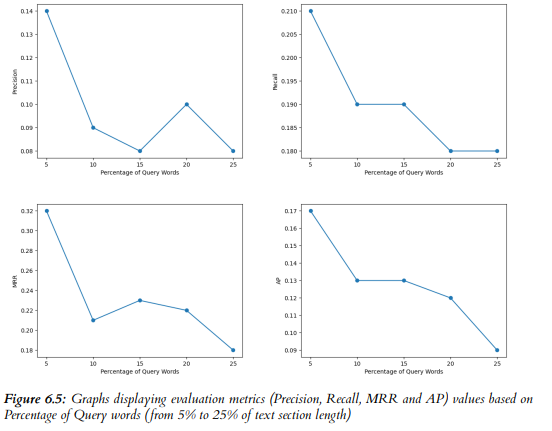 0.14
0.13
0.12
0.11
0.10
0.09
0.08
Precision
5 10 15 20 25
Percentage of Query Words
0.210
0.205
0.200
0.195
0.190
0.185
0.180
Recall
5 10 15 20 25
Percentage of Query Words
0.32
0.30
0.28
0.26
0.24
0.22
0.20
0.18
MRR
5 10 15 20 25
Percentage of Query Words
0.17
0.16
0.15
0.14
0.13
0.12
0.11
0.10
0.09
AP
5 10 15 20 25
Percentage of Query Words
Figure 6.5: Graphs displaying evaluation metrics (Precision, Recall, MRR and AP) values based on
Percentage of Query words (from 5% to 25% of text section length)